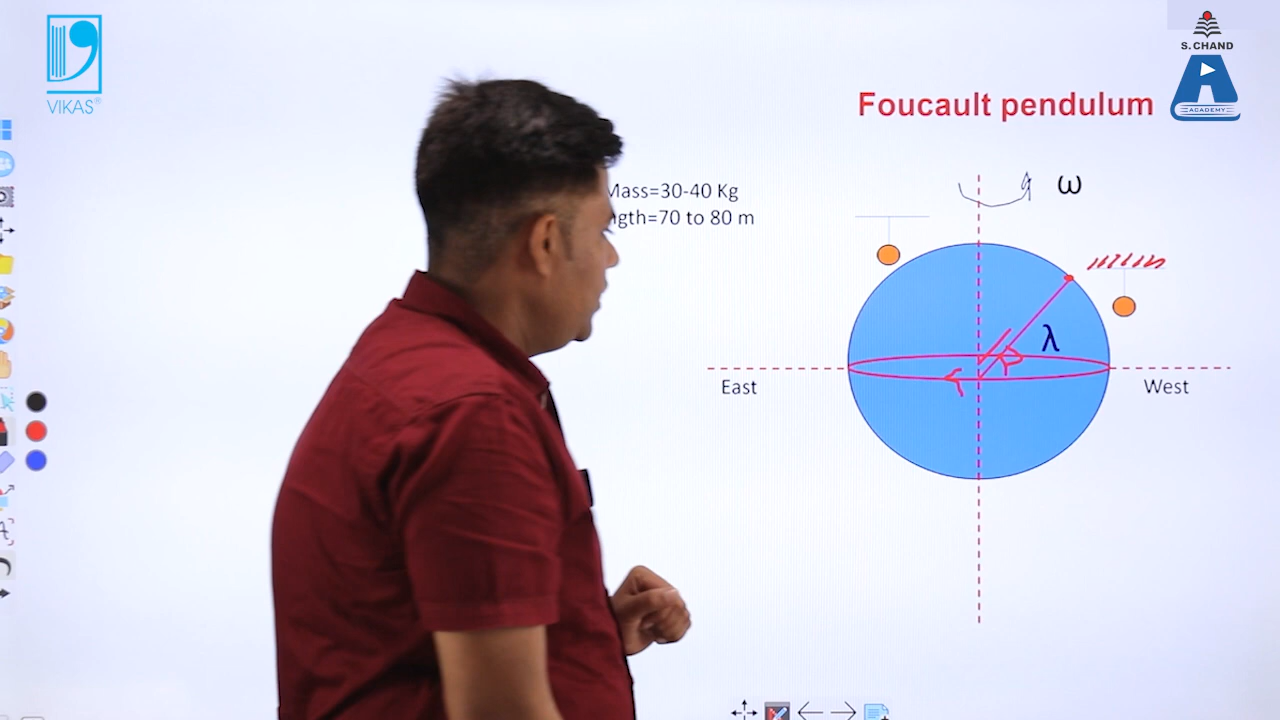 VIKAS®
S. CHAND
ACADEMY
Foucault pendulum
Mass=30-40 Kg
ngth=70 to 80 m
ω
λ
East
West